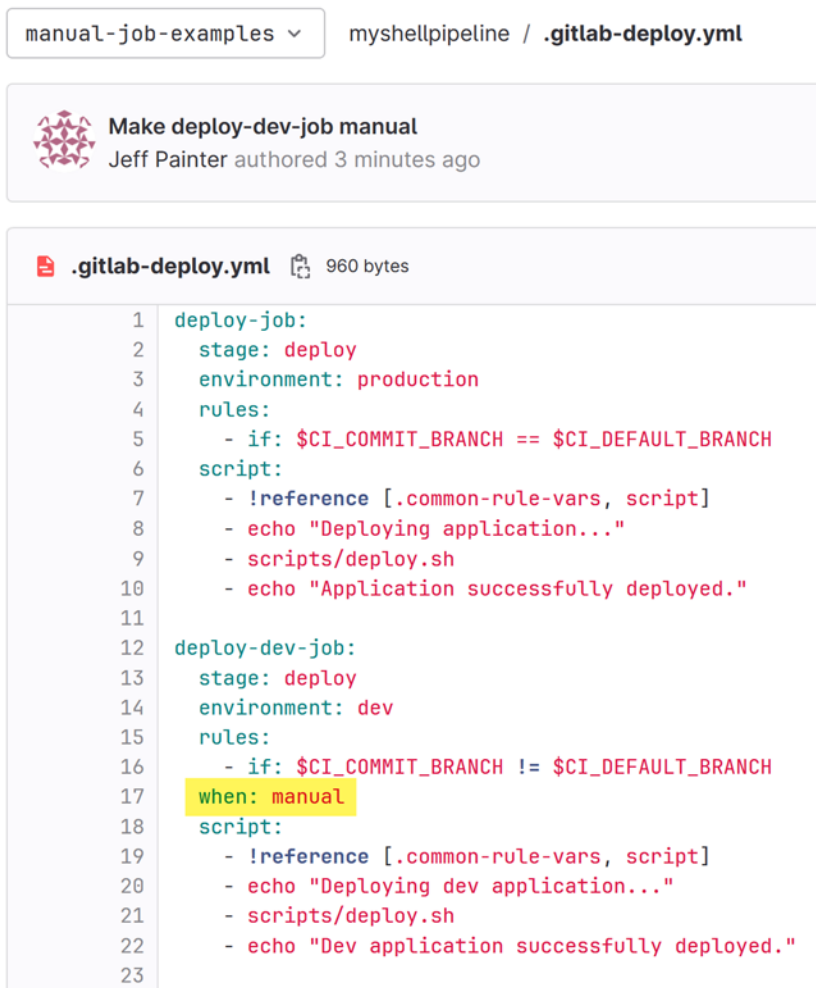 manual-job-examples myshellpipeline / .gitlab-deploy.yml
Make deploy-dev-job manual
Jeff Painter authored 3 minutes ago
.gitlab-deploy.yml 960 bytes
1 deploy-job:
2   stage: deploy
3   environment: production
4   rules:
5     - if: $CI_COMMIT_BRANCH == $CI_DEFAULT_BRANCH
6   script:
7     - !reference [.common-rule-vars, script]
8     - echo "Deploying application..."
9     - scripts/deploy.sh
10     - echo "Application successfully deployed."
11
12 deploy-dev-job:
13   stage: deploy
14   environment: dev
15   rules:
16     - if: $CI_COMMIT_BRANCH != $CI_DEFAULT_BRANCH
17   when: manual
18   script:
19     - !reference [.common-rule-vars, script]
20     - echo "Deploying dev application..."
21     - scripts/deploy.sh
22     - echo "Dev application successfully deployed."
23